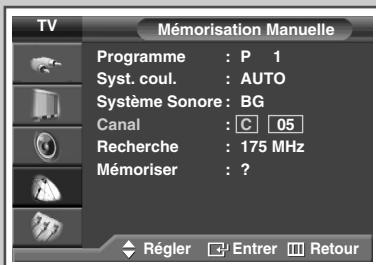 TV
Mémorisation Manuelle
Programme : P 1
Syst. coul. : AUTO
Système Sonore : BG
Canal : C 05
Recherche : 175 MHz
Mémoriser : ?
Régler Entrer Retour